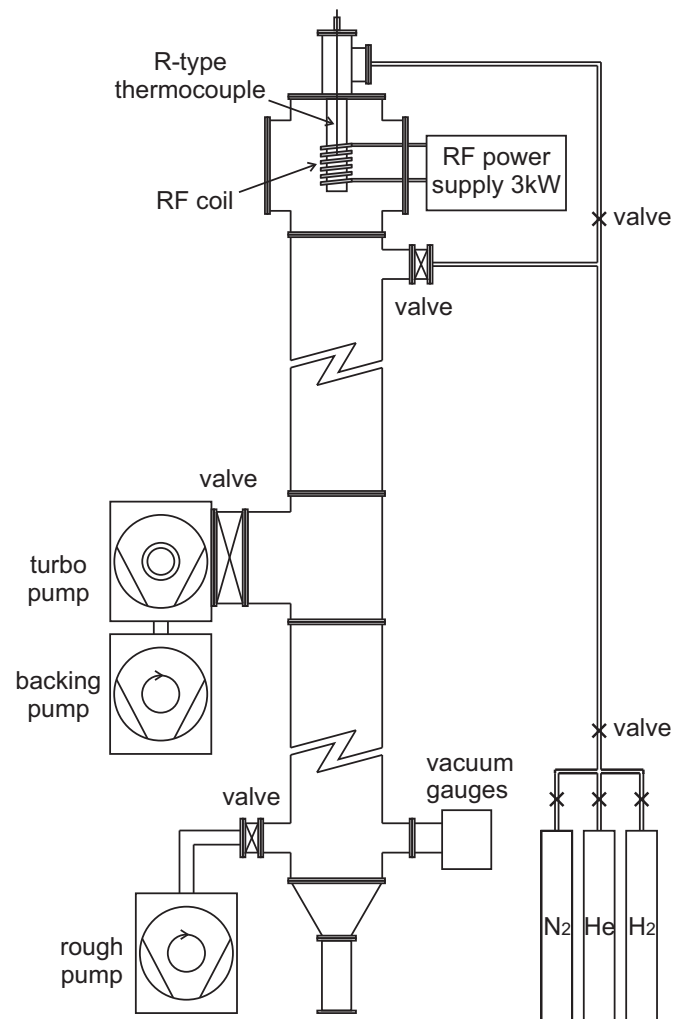 R-type
thermocouple
RF coil
RF power
supply 3kW
valve
valve
valve
turbo
pump
backing
pump
valve
valve
vacuum
gauges
rough
pump
N2
He
H2